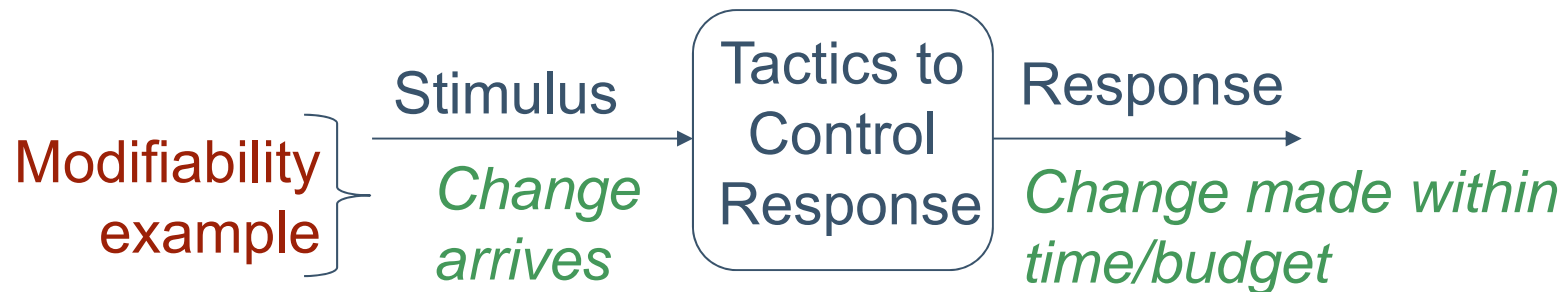 Modifiability
example
Stimulus
Change
arrives
Tactics to
Control
Response
Response
Change made within
time/budget